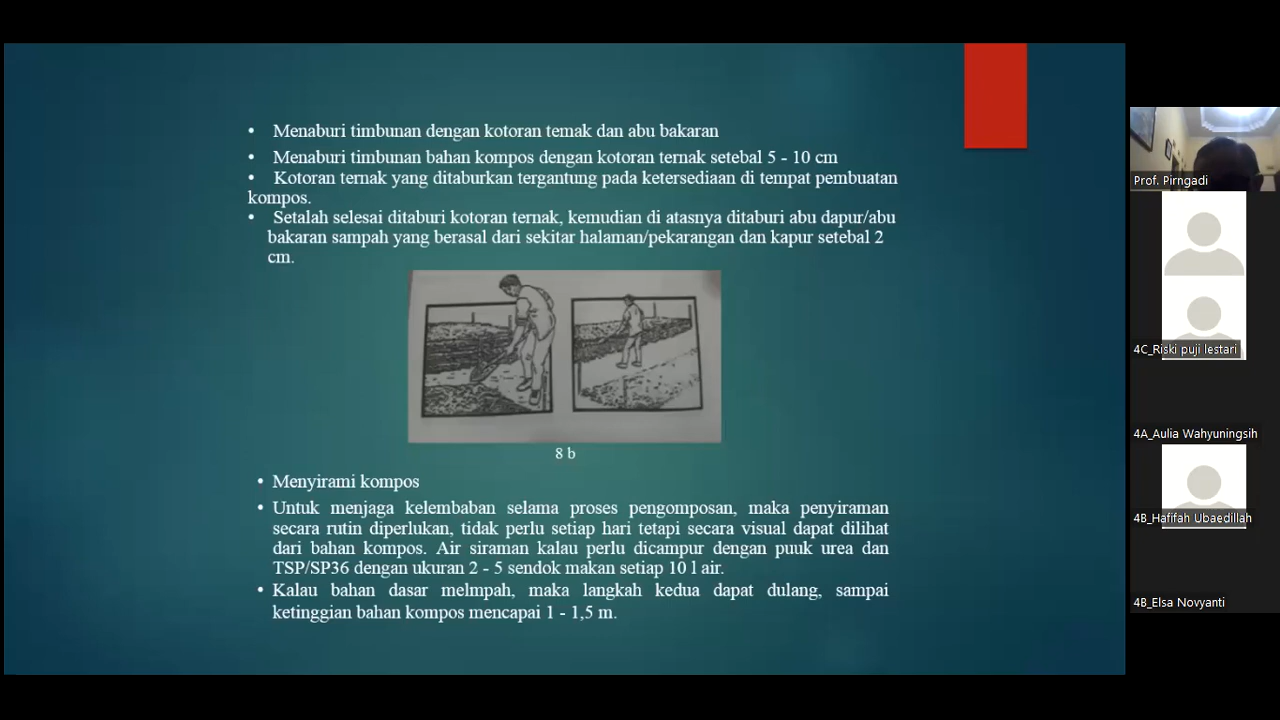 • Menaburi timbunan dengan kotoran temak dan abu bakaran
• Menaburi timbunan bahan kompos dengan kotoran ternak setebal 5 - 10 cm
• Kotoran ternak yang ditaburkan tergantung pada ketersediaan di tempat pembuatan
kompos.
• Setalah selesai ditaburi kotoran ternak, kemudian di atasnya ditaburi abu dapur/abu
bakaran sampah yang berasal dari sekitar halaman/pekarangan dan kapur setebal 2
cm.
8 b
• Menyirami kompos
• Untuk menjaga kelembaban selama proses pengomposan, maka penyiraman
secara rutin diperlukan, tidak perlu setiap hari tetapi secara visual dapat dilihat
dari bahan kompos. Air siraman kalau perlu dicampur dengan puuk urea dan
TSP/SP36 dengan ukuran 2 - 5 sendok makan setiap 10 l air.
• Kalau bahan dasar melmpah, maka langkah kedua dapat dulang, sampai
ketinggian bahan kompos mencapai 1 - 1,5 m.
Prof. Pirngadi
4C_Riski puji lestari
4A_Aulia Wahyuningsih
4B_Hafifah Ubaedillah
4B_Elsa Novyanti